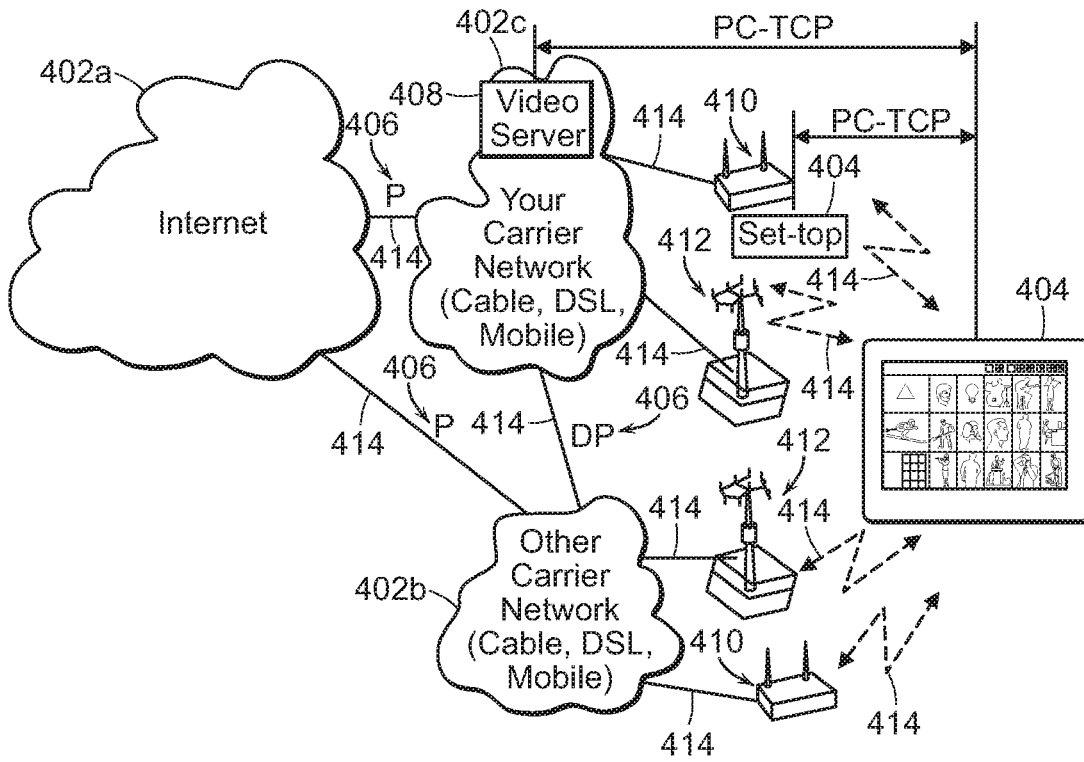 402c
PC-TCP
402a
408
Video
Server
410
414
PC-TCP
406
P
404
Internet
Your
Carrier
Network
(Cable, DSL,
Mobile)
414
Set-top
412
414
404
414
414
406
P
414
414
DP
406
412
414
414
Other
Carrier
Network
(Cable, DSL,
Mobile)
402b
410
414
414